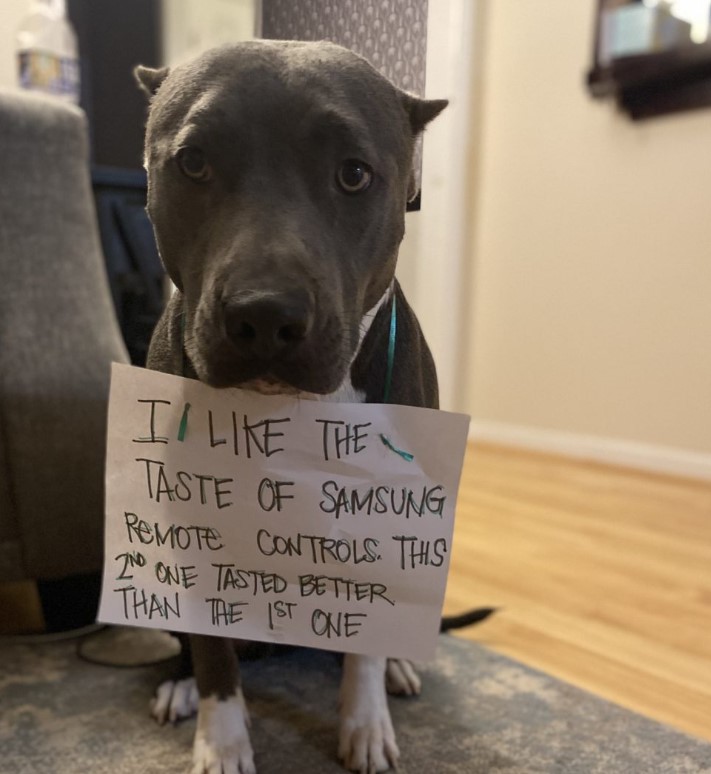 I LIKE THE
TASTE OF SAMSUNG
REMOTE CONTROLS. THIS
2ND ONE TASTED BETTER
THAN THE 1ST ONE